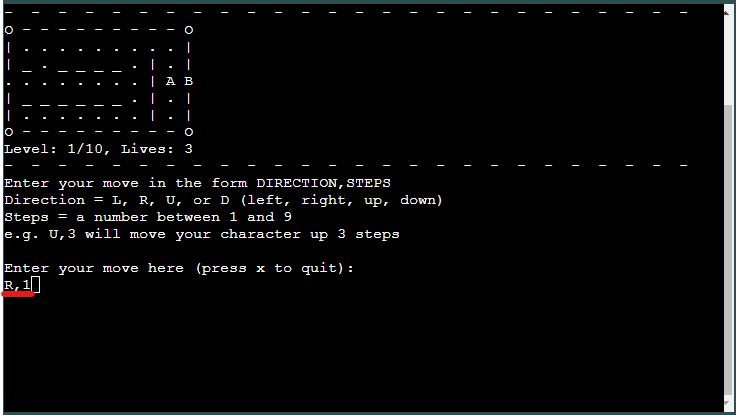 -  -  -  -  -  -  -  -  -  -  -  -  -  -  -  -  -  -  -  -  -  -  -  -  -  -
O - - - - - - - - - O
| . . . . . . . . . |
| _ . _ _ _ _ . | . |
. . . . . . . . | A B
| _ _ _ _ _ _ . | . |
| . . . . . . . | . |
O - - - - - - - - - O
Level: 1/10, Lives: 3
-  -  -  -  -  -  -  -  -  -  -  -  -  -  -  -  -  -  -  -  -  -  -  -  -  -
Enter your move in the form DIRECTION,STEPS
Direction = L, R, U, or D (left, right, up, down)
Steps = a number between 1 and 9
e.g. U,3 will move your character up 3 steps
Enter your move here (press x to quit):
R,1